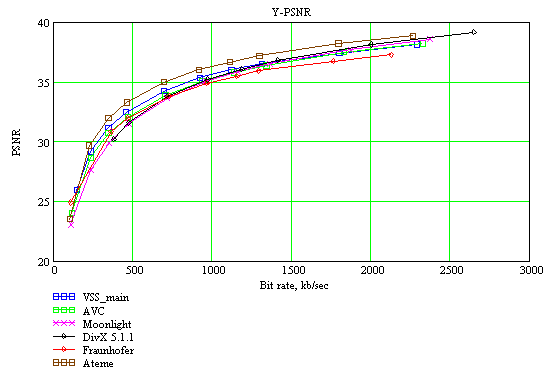 Y-PSNR
40
35
30
25
20
PSNR
0 500 1000 1500 2000 2500 3000
Bit rate, kb/sec
VSS_main
AVC
Moonlight
DivX 5.1.1
Fraunhofer
Ateme